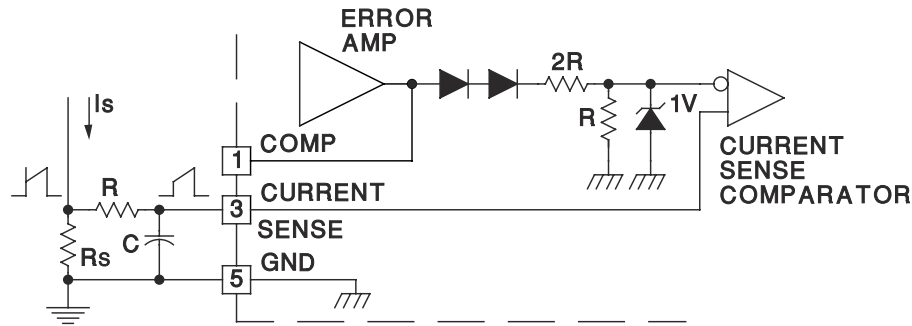 ERROR
AMP
2R
Is
R
1V
COMP
1
CURRENT
SENSE
COMPARATOR
R
CURRENT
3
SENSE
C
Rs
GND
5